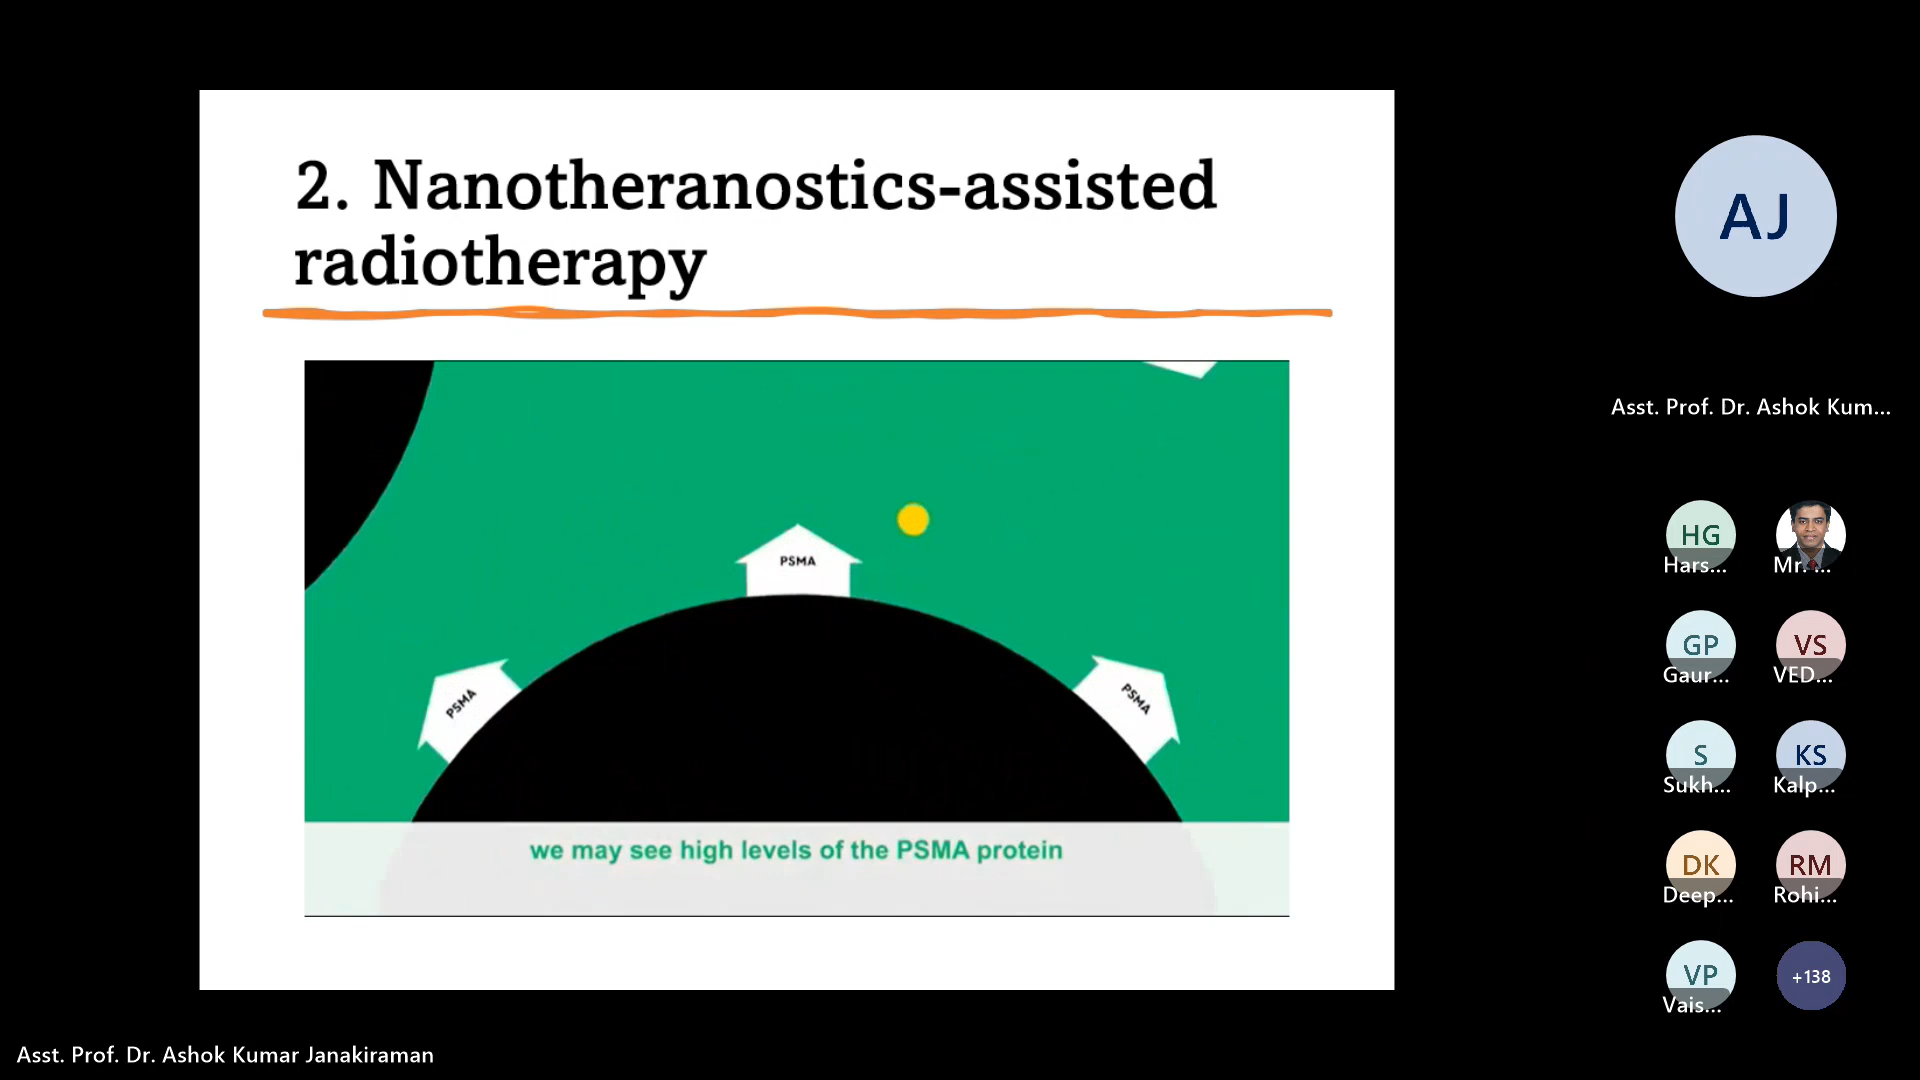 2. Nanotheranostics-assisted
radiotherapy
PSMA
PSMA
PSMA
we may see high levels of the PSMA protein
AJ
Asst. Prof. Dr. Ashok Kum...
HG
Hars...
Mr. ...
GP
Gaur...
VS
VED...
S
Sukh...
KS
Kalp...
DK
Deep...
RM
Rohi...
VP
Vais...
+138
Asst. Prof. Dr. Ashok Kumar Janakiraman